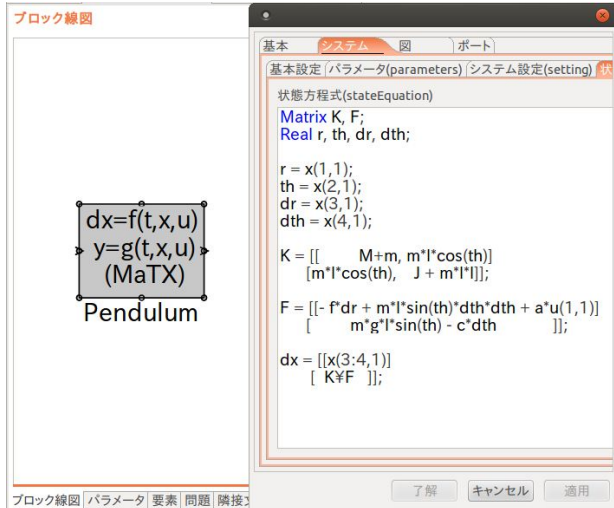 ブロック線図
dx=f(t,x,u)
y=g(t,x,u)
(MaTX)
Pendulum
ブロック線図 パラメータ 要素 問題 隣接
基本 システム 図 ポート
基本設定 パラメータ(parameters) システム設定(setting) 状
状態方程式(stateEquation)
Matrix K, F;
Real r, th, dr, dth;
r = x(1,1);
th = x(2,1);
dr = x(3,1);
dth = x(4,1);
K = [[ M+m, m*l*cos(th)]
[m*l*cos(th), J + m*l*l]];
F = [[- f*dr + m*l*sin(th)*dth*dth + a*u(1,1)]
[ m*g*l*sin(th) - c*dth ]];
dx = [[x(3:4,1)]
[ K¥F ]];
了解 キャンセル 適用